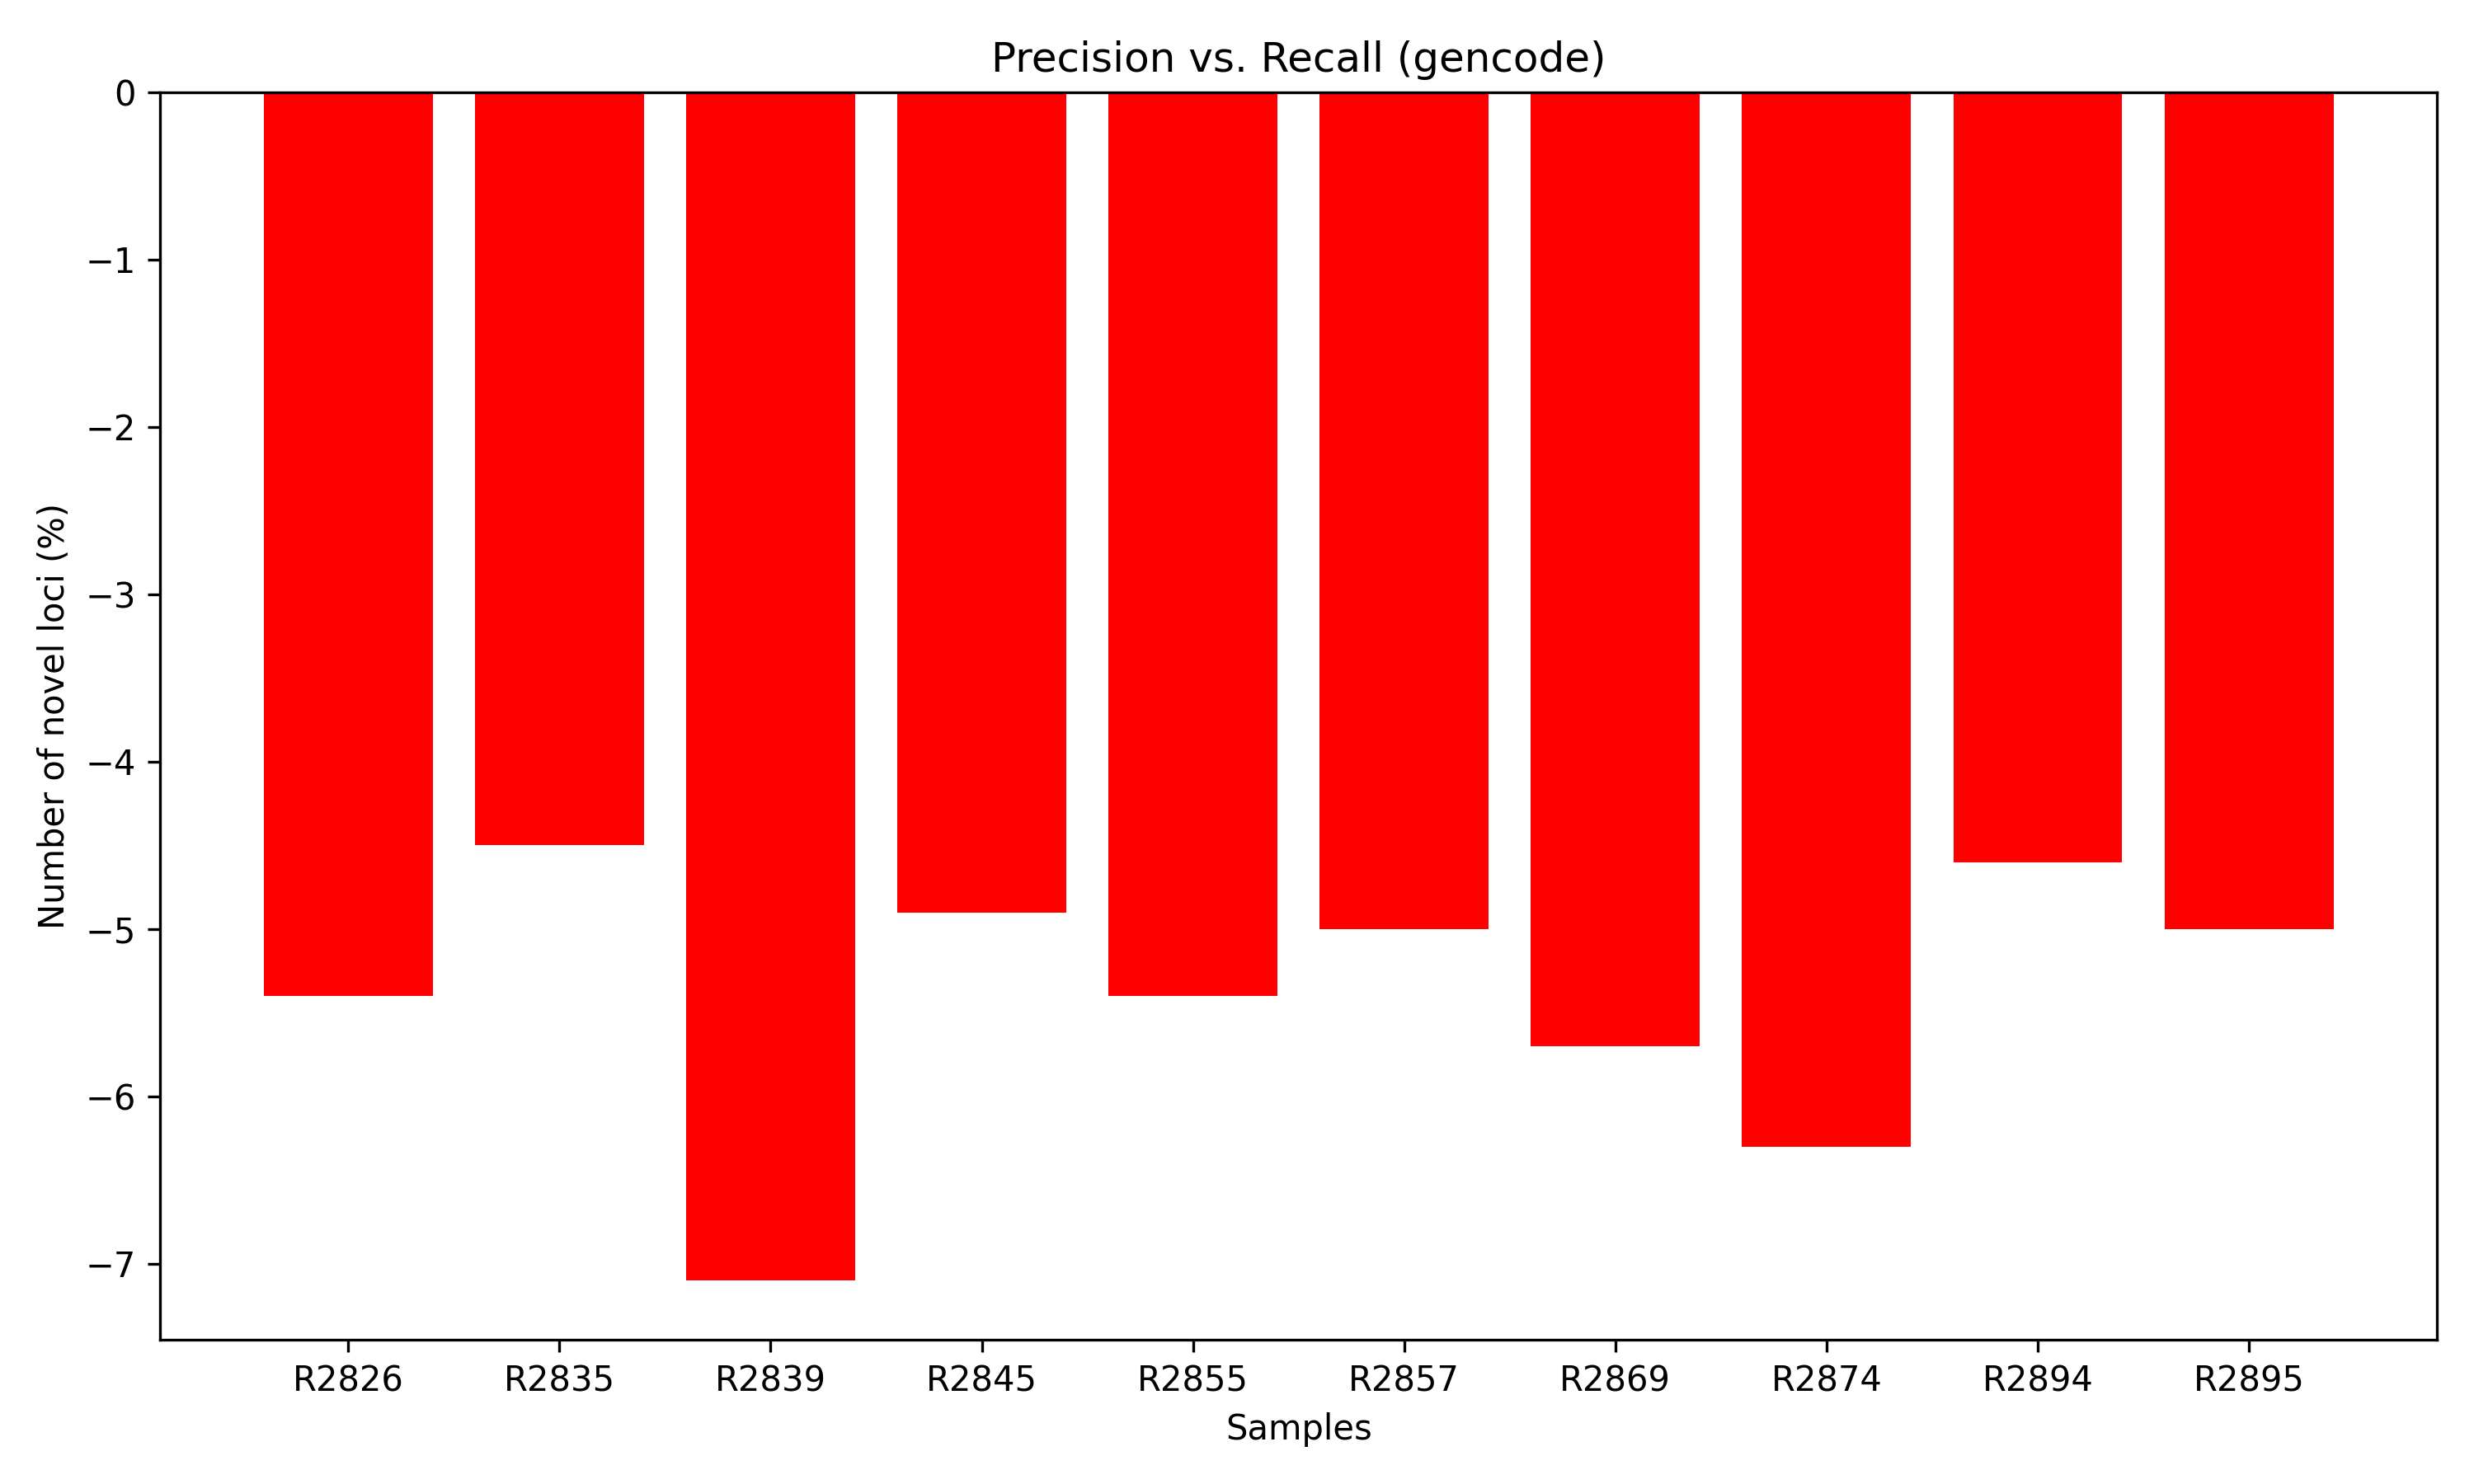 Precision vs. Recall (gencode)
0
−1
−2
−3
−4
−5
−6
−7
Number of novel loci (%)
R2826 R2835 R2839 R2845 R2855 R2857 R2869 R2874 R2894 R2895
Samples